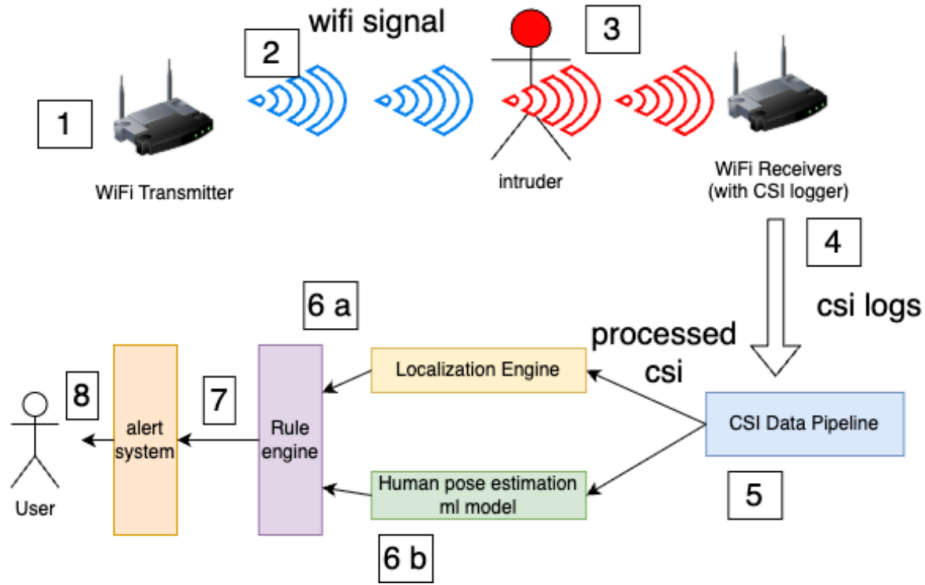 wifi signal
3
2
1
WiFi Transmitter
intruder
WiFi Receivers
(with CSI logger)
4
csi logs
6 a
processed
csi
Localization Engine
8
7
alert
system
Rule
engine
CSI Data Pipeline
Human pose estimation
ml model
5
User
6 b